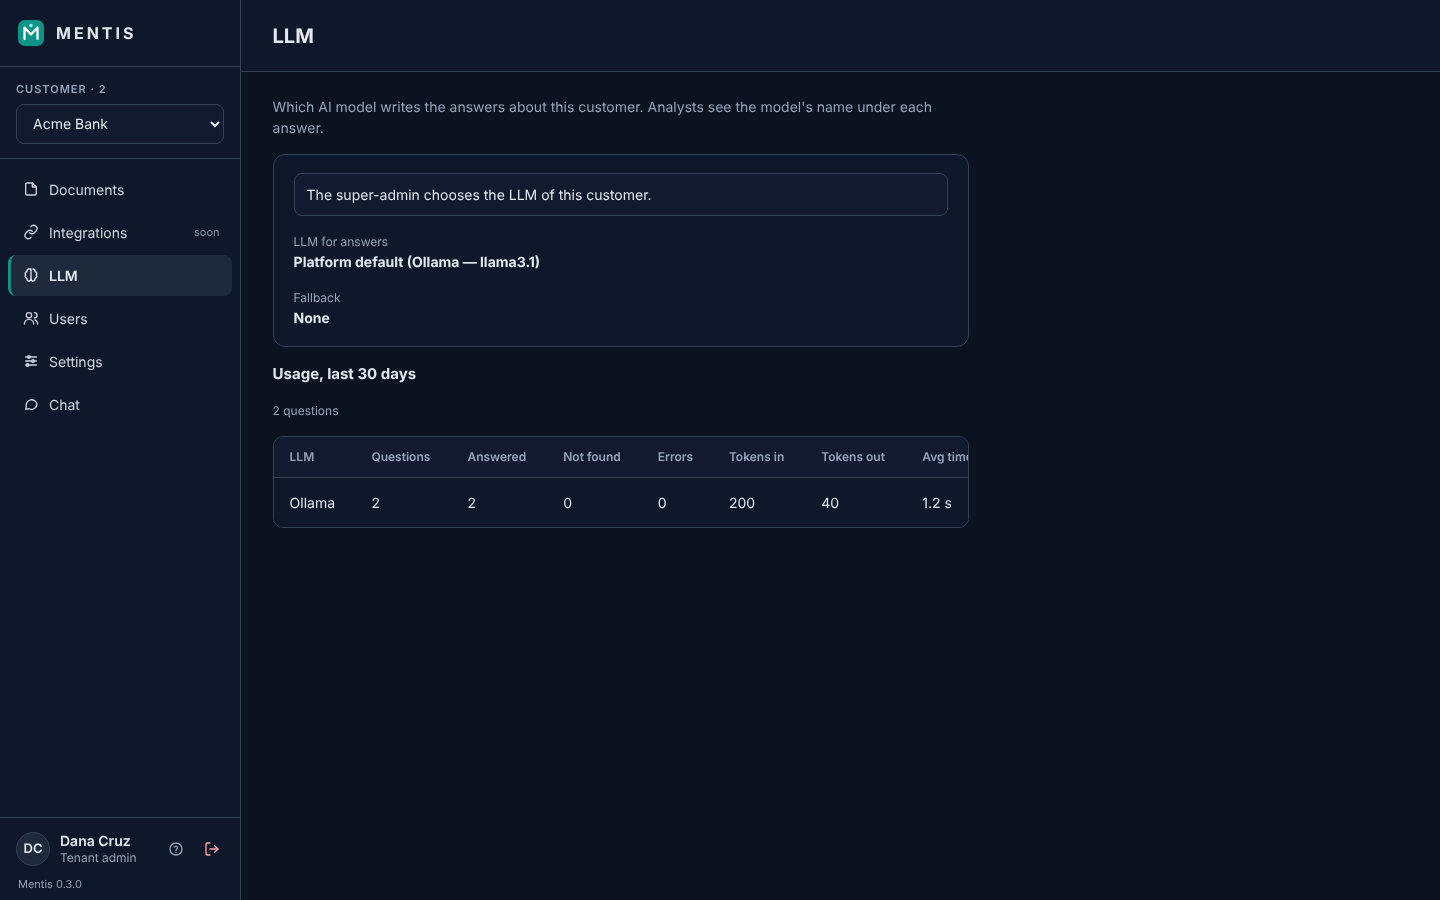 MENTIS
CUSTOMER · 2
Acme Bank
Documents
Integrations soon
LLM
Users
Settings
Chat
DC
Dana Cruz
Tenant admin
Mentis 0.3.0
LLM
Which AI model writes the answers about this customer. Analysts see the model's name under each
answer.
The super-admin chooses the LLM of this customer.
LLM for answers
Platform default (Ollama — llama3.1)
Fallback
None
Usage, last 30 days
2 questions
LLM Questions Answered Not found Errors Tokens in Tokens out Avg time
Ollama 2 2 0 0 200 40 1.2 s